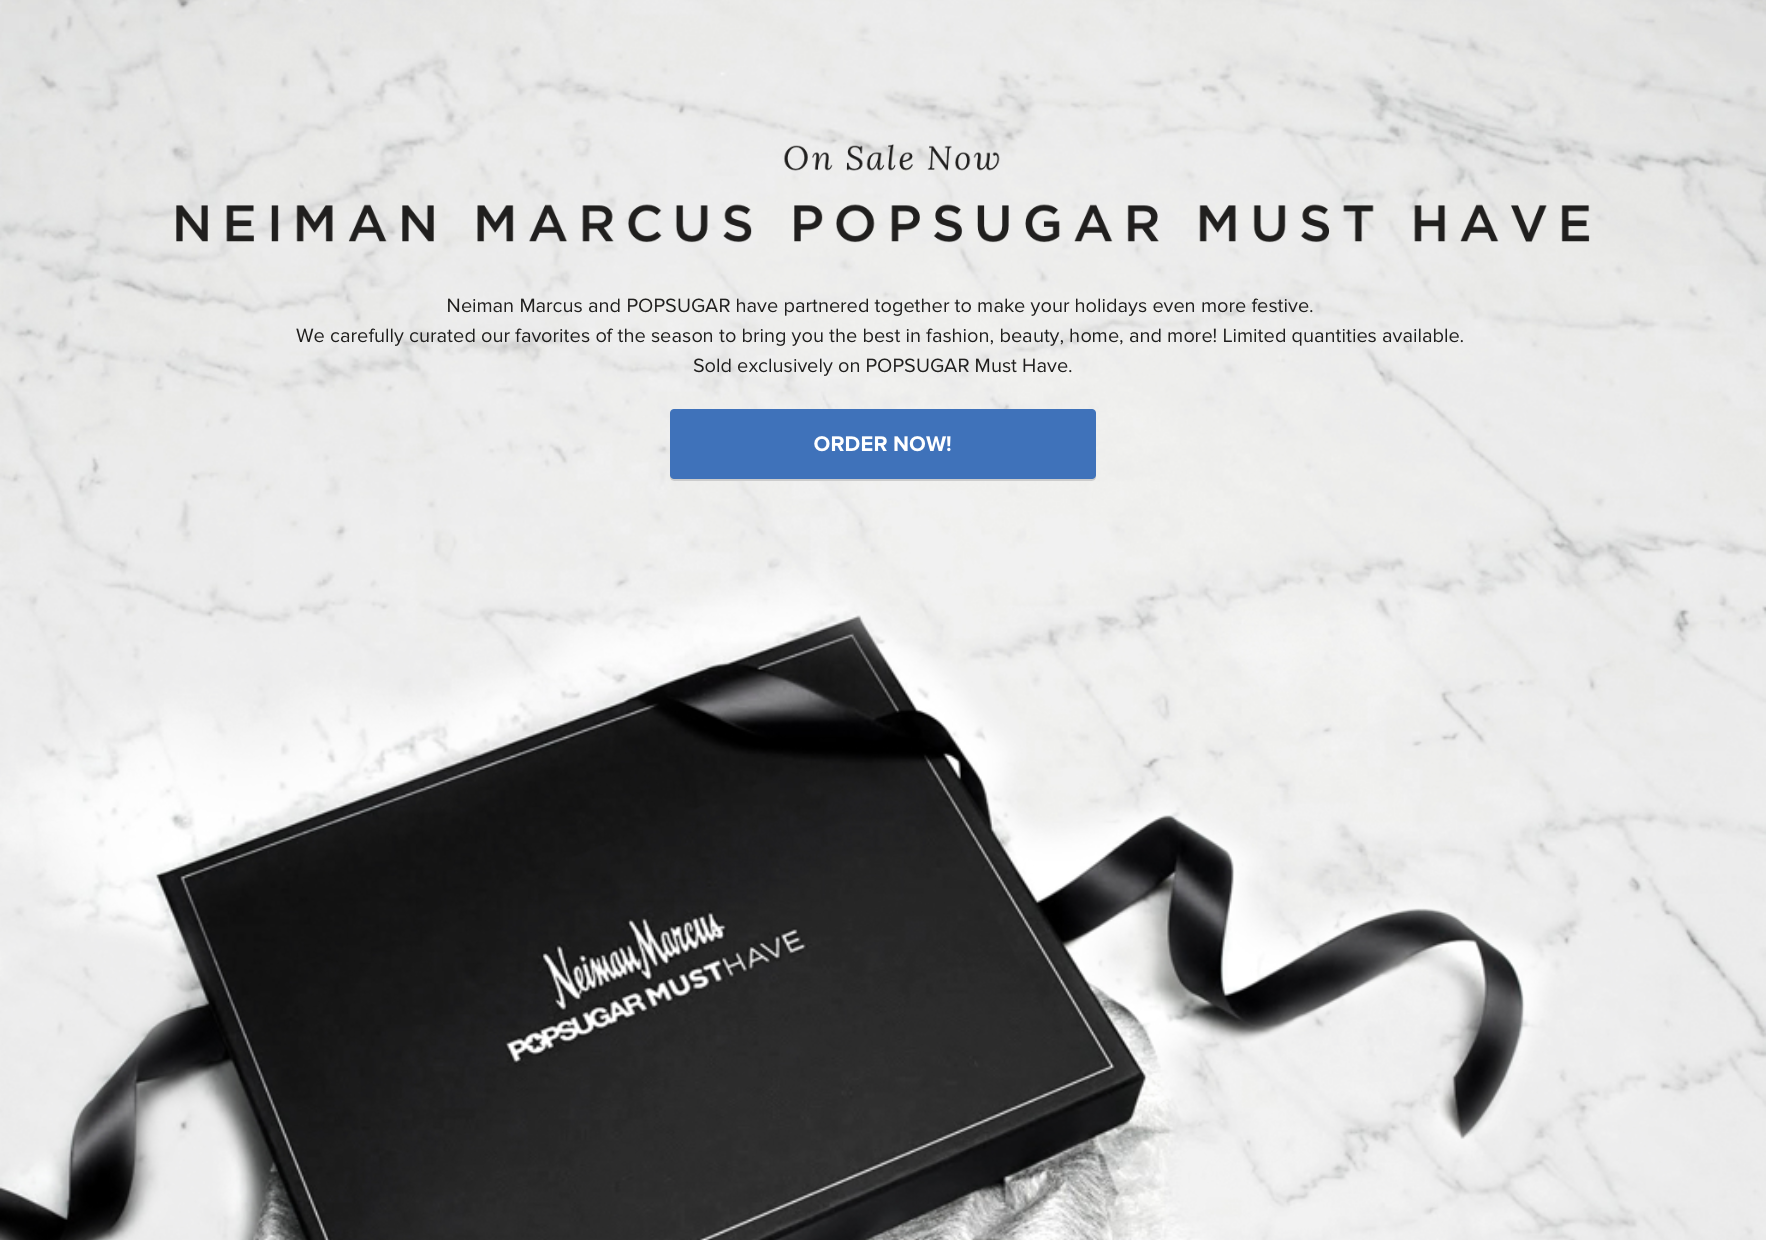 On Sale Now
NEIMAN MARCUS POPSUGAR MUST HAVE
Neiman Marcus and POPSUGAR have partnered together to make your holidays even more festive.
We carefully curated our favorites of the season to bring you the best in fashion, beauty, home, and more! Limited quantities available.
Sold exclusively on POPSUGAR Must Have.
ORDER NOW!
Neiman Marcus
POPSUGAR MUSTHAVE